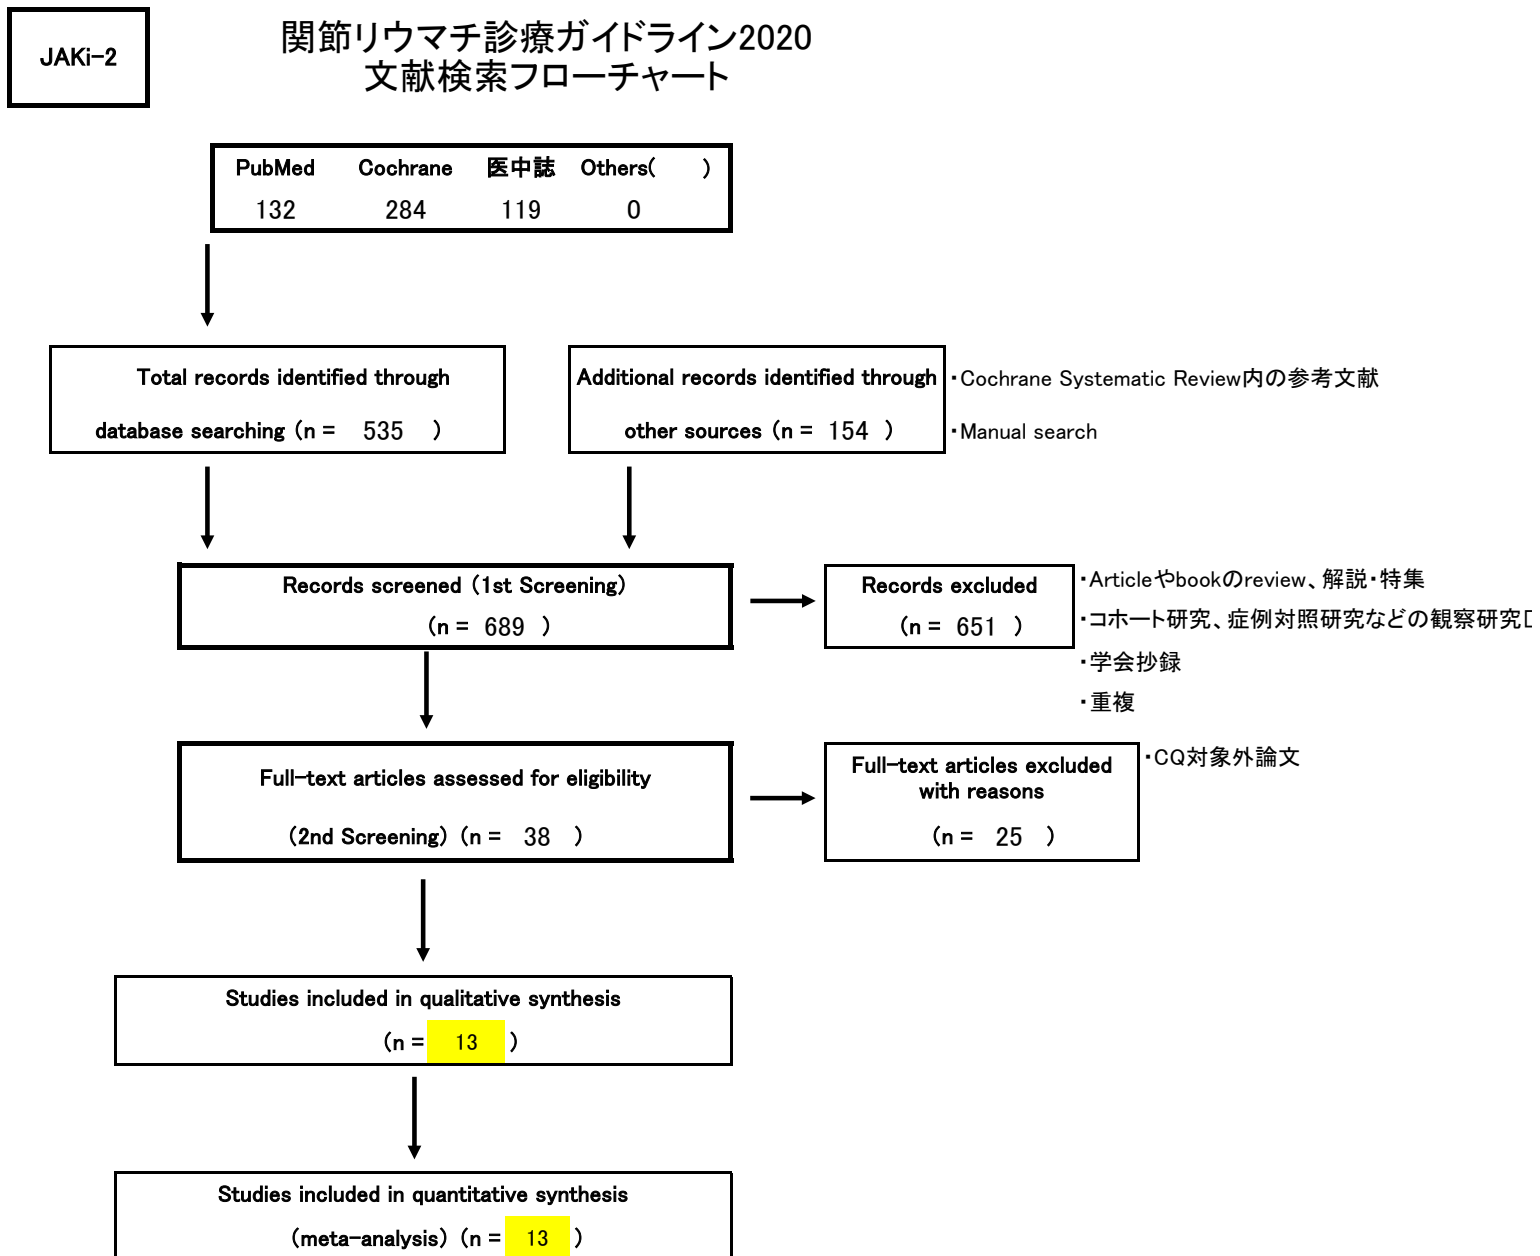 JAKi-2
関節リウマチ診療ガイドライン2020
文献検索フローチャート
PubMed Cochrane 医中誌 Others( )
132 284 119 0
Total records identified through
database searching (n = 535 )
Additional records identified through
other sources (n = 154 )
・Cochrane Systematic Review内の参考文献
・Manual search
Records screened (1st Screening)
(n = 689 )
Records excluded
(n = 651 )
・Articleやbookのreview、解説・特集
・コホート研究、症例対照研究などの観察研究
・学会抄録
・重複
Full-text articles assessed for eligibility
(2nd Screening) (n = 38 )
Full-text articles excluded
with reasons
(n = 25 )
・CQ対象外論文
Studies included in qualitative synthesis
(n = 13 )
Studies included in quantitative synthesis
(meta-analysis) (n = 13 )